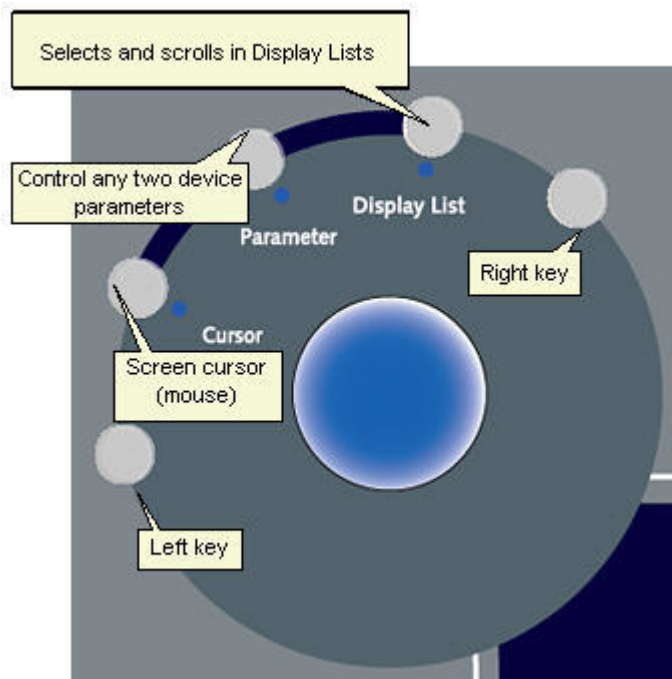 Selects and scrolls in Display Lists
Control any two device
parameters
Display List
Parameter
Right key
Cursor
Screen cursor
(mouse)
Left key